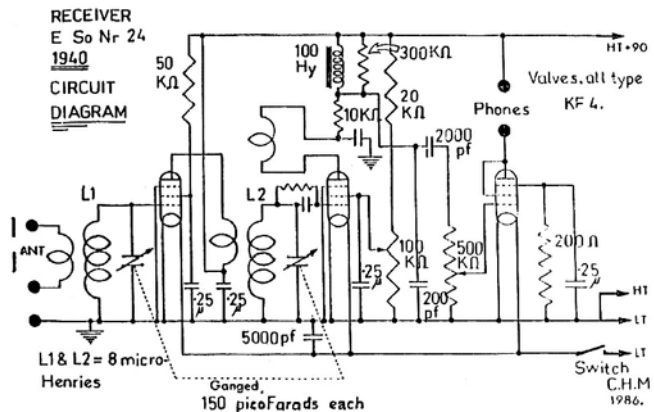 RECEIVER
E So Nr 24
1940
CIRCUIT
DIAGRAM
50
KΩ
100
Hy
300KΩ
20
KΩ
10KΩ
2000
pf
HT+90
Valves, all type
KF 4.
Phones
L1
L2
ANT
100
KΩ
500
KΩ
200Ω
·25
µ
·25
µ
·25
µ
200
pf
·25
µ
5000pf
HT
LT
LT
L1 & L2 = 8 micro-
Henries
Ganged,
150 picoFarads each
Switch
C.H.M
1986.